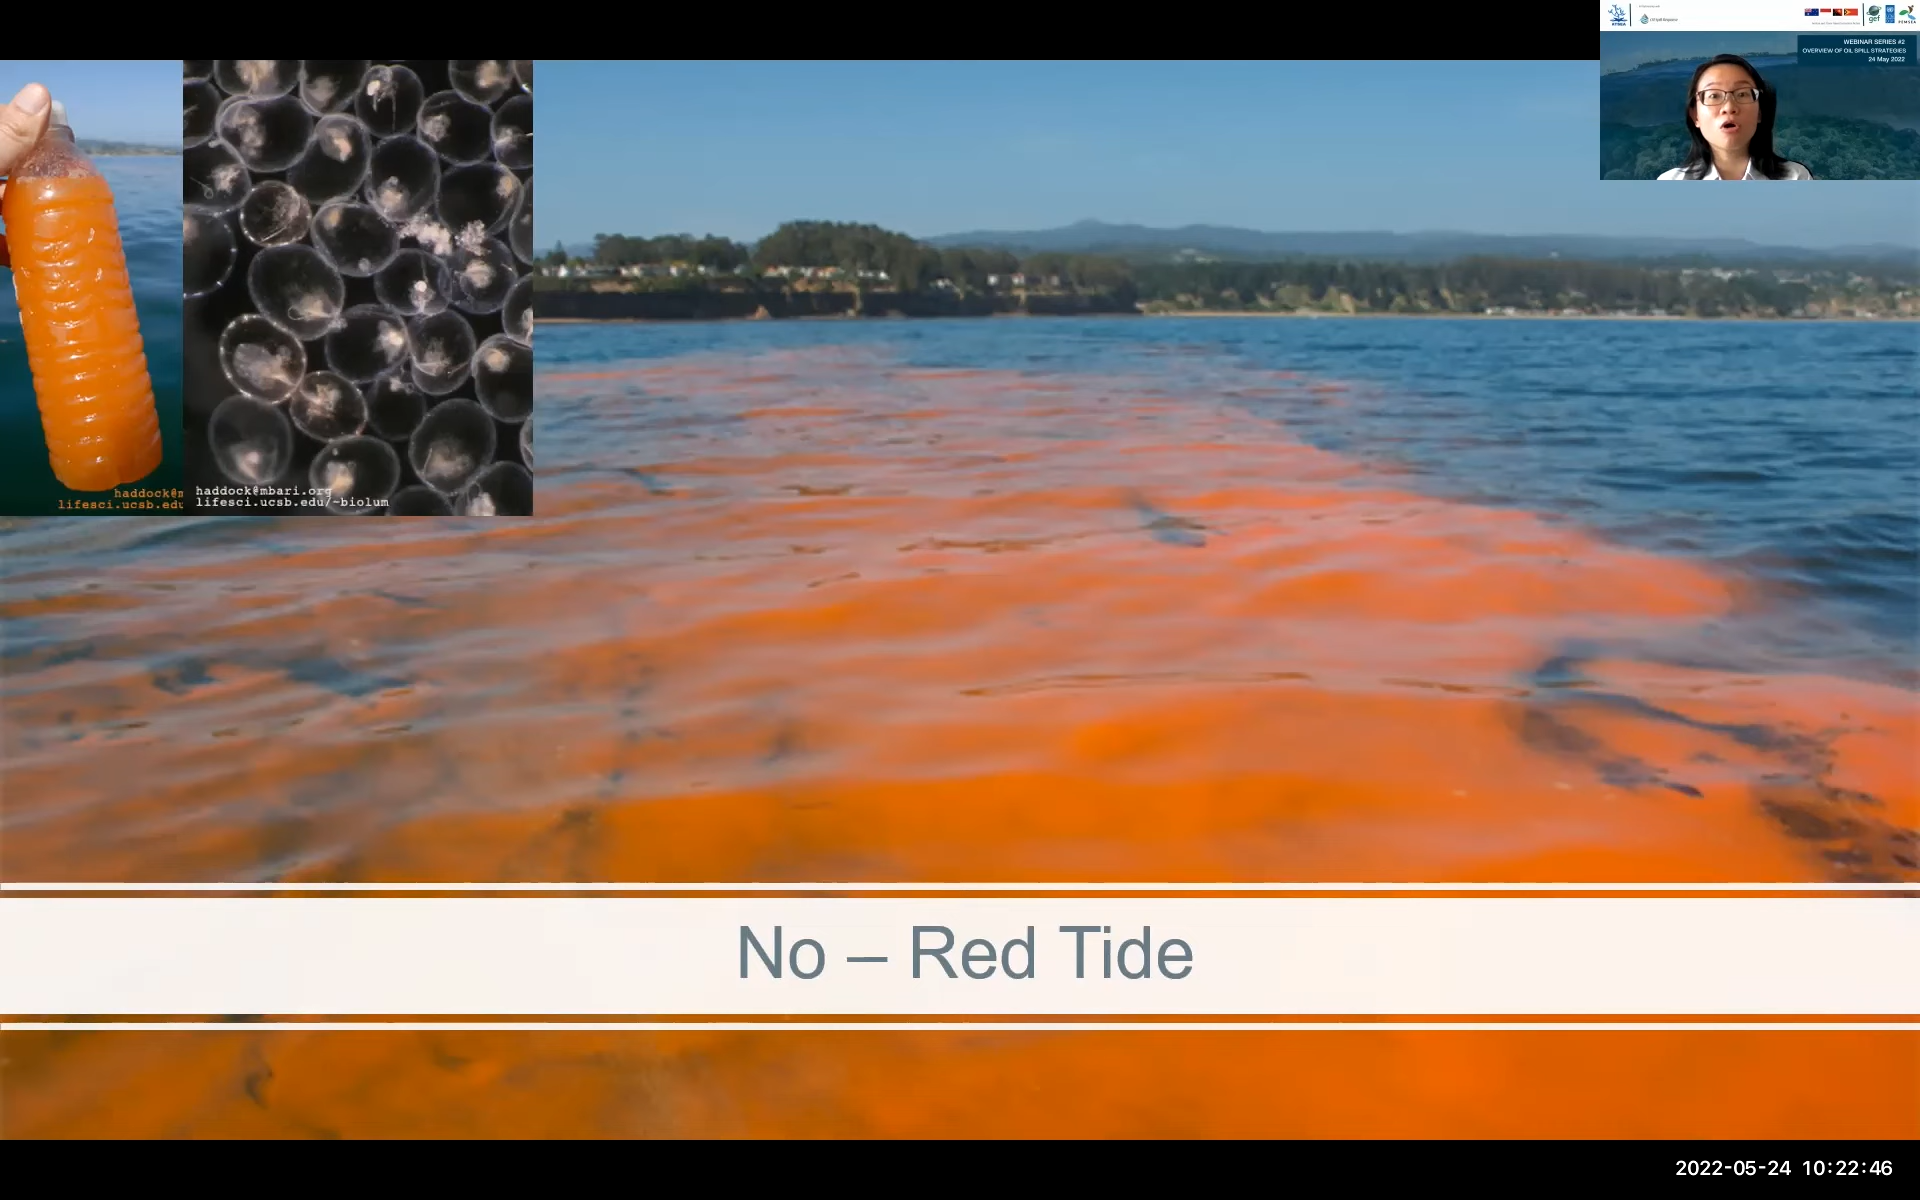 WEBINAR SERIES #2
OVERVIEW OF OIL SPILL STRATEGIES
24 May 2022
gef
haddock@m
lifesci.ucsb.edu
haddock@mbari.org
lifesci.ucsb.edu/~biolum
No – Red Tide
2022-05-24 10:22:46